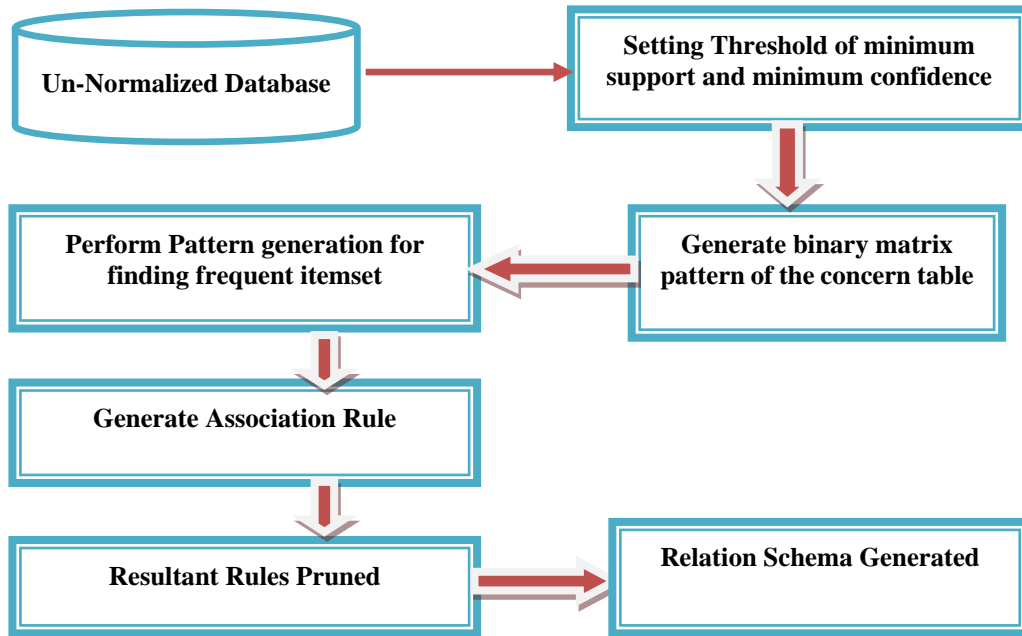 Un-Normalized Database
Setting Threshold of minimum
support and minimum confidence
Generate binary matrix
pattern of the concern table
Perform Pattern generation for
finding frequent itemset
Generate Association Rule
Resultant Rules Pruned
Relation Schema Generated